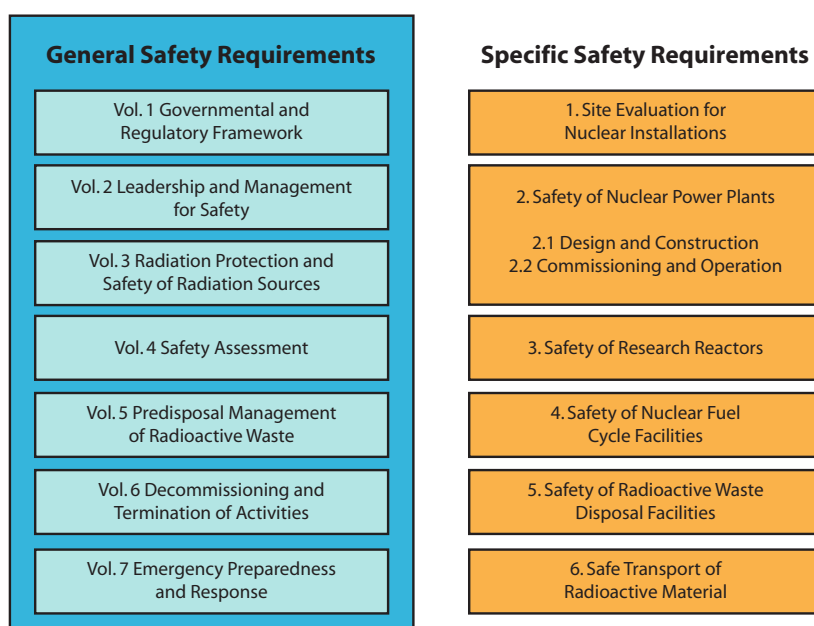 General Safety Requirements
Vol. 1 Governmental and
Regulatory Framework
Vol. 2 Leadership and Management
for Safety
Vol. 3 Radiation Protection and
Safety of Radiation Sources
Vol. 4 Safety Assessment
Vol. 5 Predisposal Management
of Radioactive Waste
Vol. 6 Decommissioning and
Termination of Activities
Vol. 7 Emergency Preparedness
and Response
Specific Safety Requirements
1. Site Evaluation for
Nuclear Installations
2. Safety of Nuclear Power Plants
2.1 Design and Construction
2.2 Commissioning and Operation
3. Safety of Research Reactors
4. Safety of Nuclear Fuel
Cycle Facilities
5. Safety of Radioactive Waste
Disposal Facilities
6. Safe Transport of
Radioactive Material